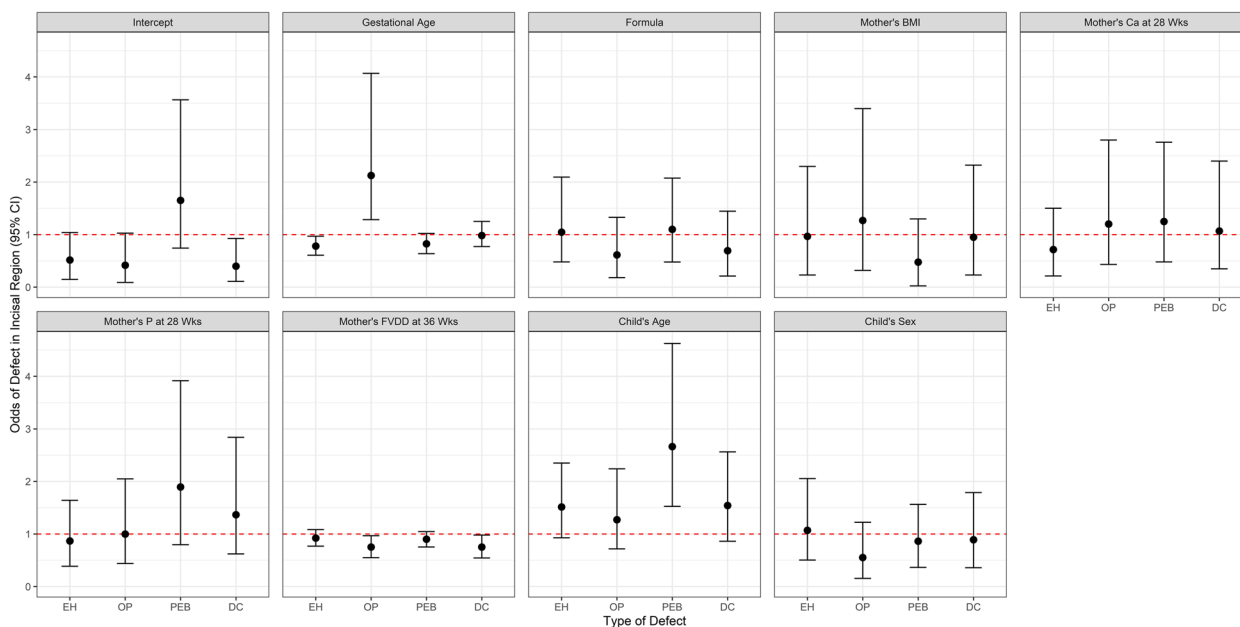 Intercept
Gestational Age
Formula
Mother's BMI
Mother's Ca at 28 Wks
4
3
2
1
0
EH OP PEB DC
Mother's P at 28 Wks
Mother's FVDD at 36 Wks
Child's Age
Child's Sex
4
3
2
1
0
EH OP PEB DC
EH OP PEB DC
EH OP PEB DC
EH OP PEB DC
Type of Defect
Odds of Defect in Incisal Region (95% CI)